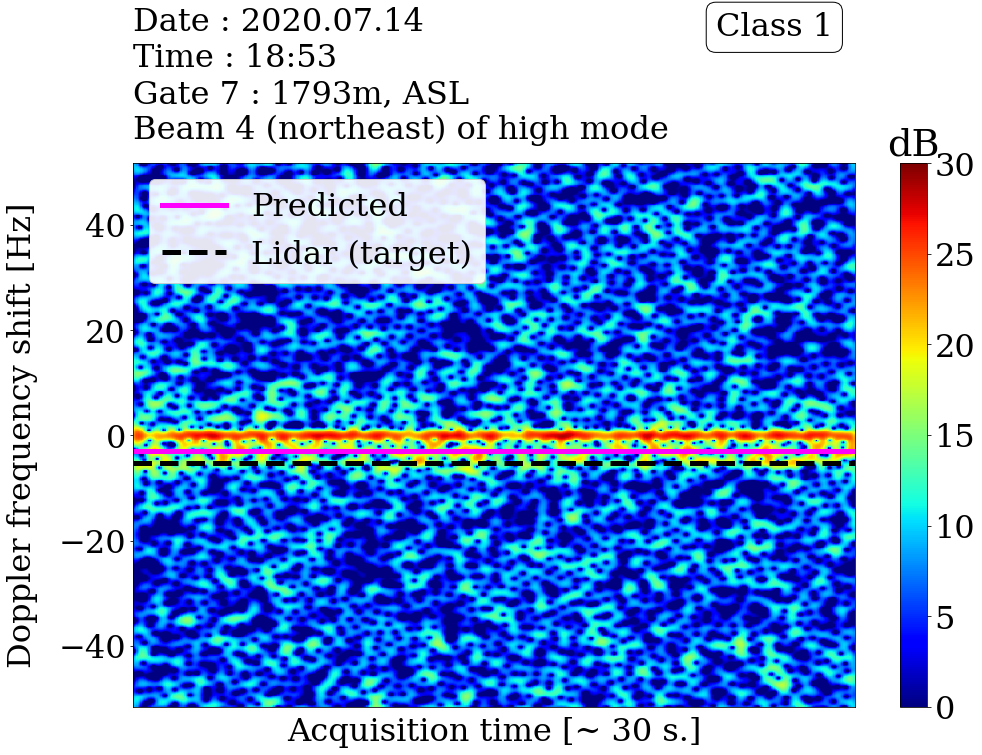 Date : 2020.07.14
Time : 18:53
Gate 7 : 1793m, ASL
Beam 4 (northeast) of high mode
Class 1
dB
Predicted
Lidar (target)
Doppler frequency shift [Hz]
40
20
0
−20
−40
Acquisition time [~ 30 s.]
30
25
20
15
10
5
0